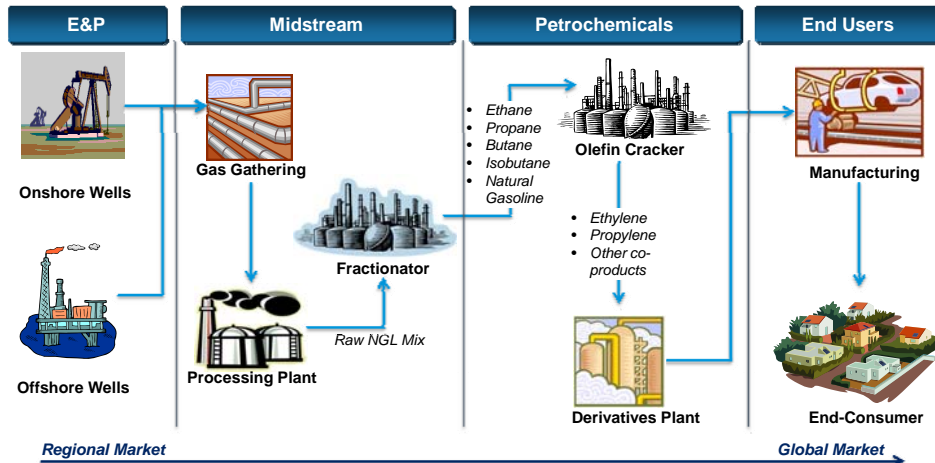 E&P
Midstream
Petrochemicals
End Users
Onshore Wells
Offshore Wells
Gas Gathering
Processing Plant
Raw NGL Mix
Fractionator
• Ethane
• Propane
• Butane
• Isobutane
• Natural
Gasoline
Olefin Cracker
• Ethylene
• Propylene
• Other co-
products
Derivatives Plant
Manufacturing
End-Consumer
Regional Market
Global Market